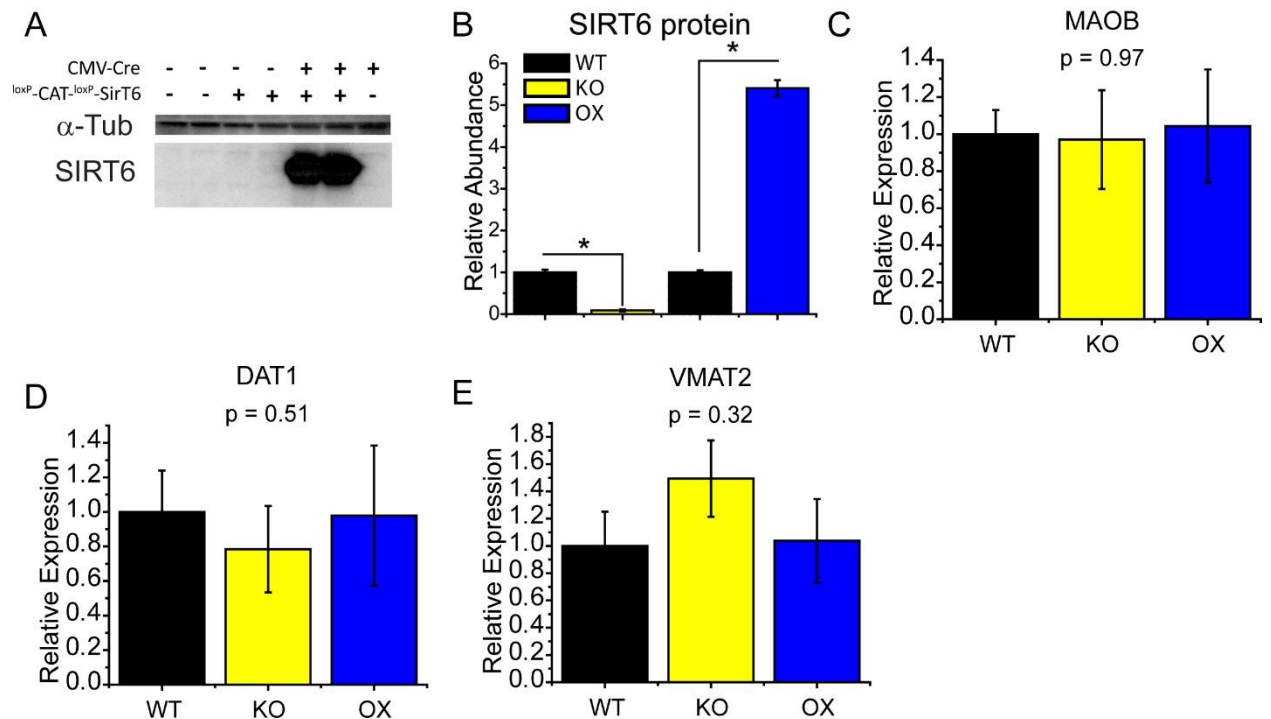 A
CMV-Cre - - - - + + +
loxP-CAT-loxP-SirT6 - - + + + + -
α-Tub
SIRT6
B
SIRT6 protein
WT
KO
OX
*
*
Relative Abundance
6
5
4
3
2
1
0
C
MAOB
p = 0.97
Relative Expression
1.4
1.2
1.0
0.8
0.6
0.4
0.2
0.0
WT KO OX
D
DAT1
p = 0.51
Relative Expression
1.4
1.2
1.0
0.8
0.6
0.4
0.2
0.0
WT KO OX
E
VMAT2
p = 0.32
Relative Expression
1.8
1.6
1.4
1.2
1.0
0.8
0.6
0.4
0.2
0.0
WT KO OX